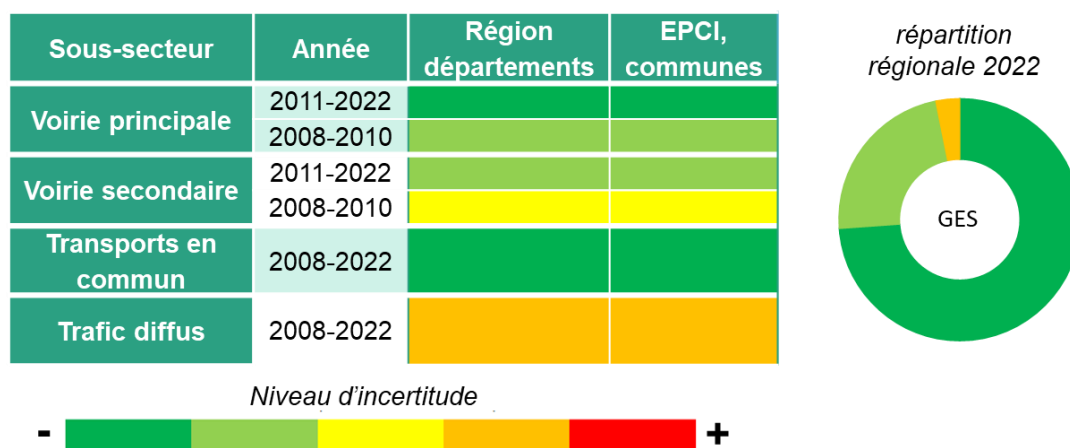 Sous-secteur
Année
Région
départements
EPCI,
communes
Voirie principale
2011-2022
2008-2010
Voirie secondaire
2011-2022
2008-2010
Transports en
commun
2008-2022
Trafic diffus
2008-2022
répartition
régionale 2022
GES
Niveau d'incertitude
- +